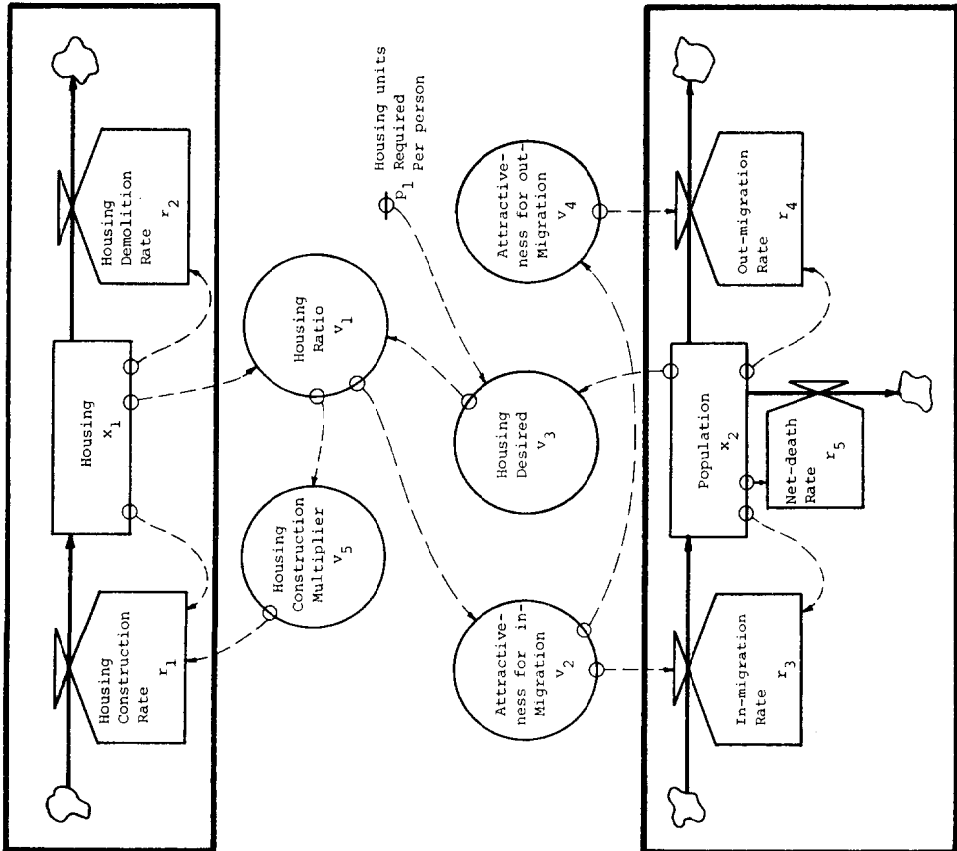 Housing
Construction
Rate
r1
Housing
x1
Housing
Demolition
Rate
r2
Housing
Construction
Multiplier
v5
Housing
Ratio
v1
p1
Housing units
Required
Per person
Attractive-
ness for in-
Migration
v2
Housing
Desired
v3
Attractive-
ness for out-
Migration
v4
In-migration
Rate
r3
Population
x2
Net-death
Rate
r5
Out-migration
Rate
r4